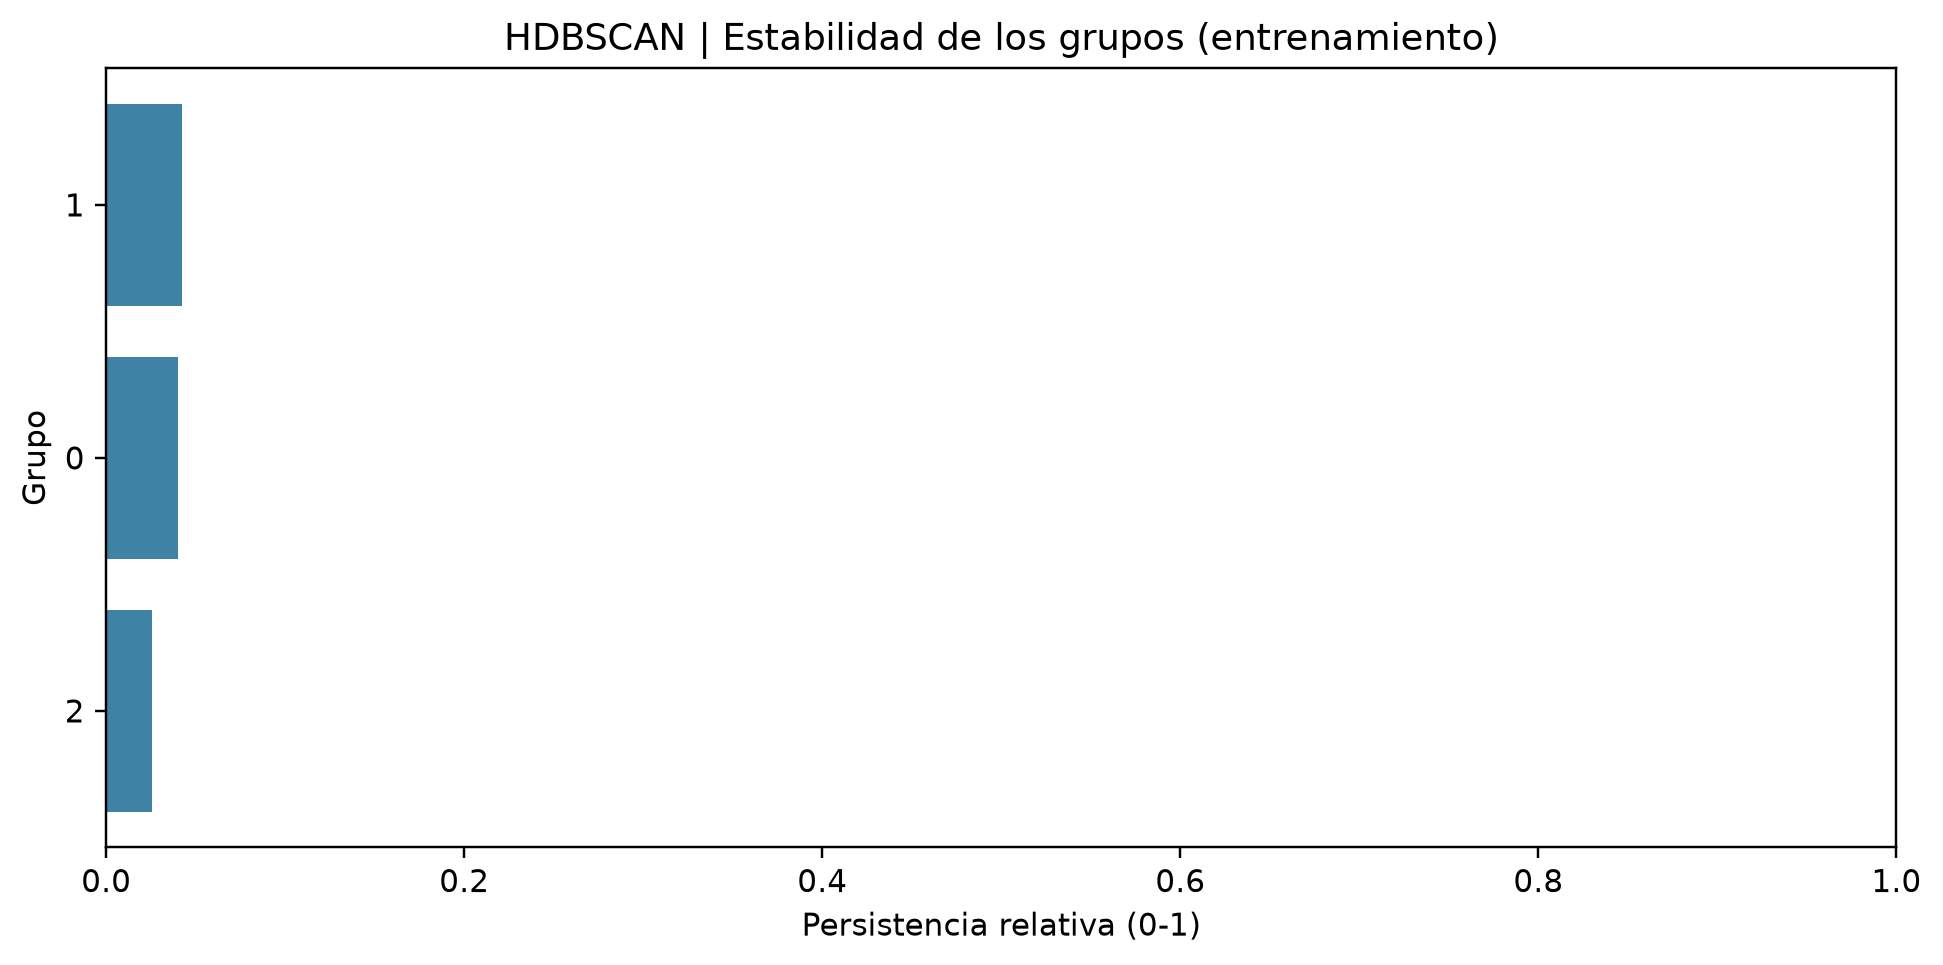 HDBSCAN | Estabilidad de los grupos (entrenamiento)
Grupo
1
0
2
0.0 0.2 0.4 0.6 0.8 1.0
Persistencia relativa (0-1)